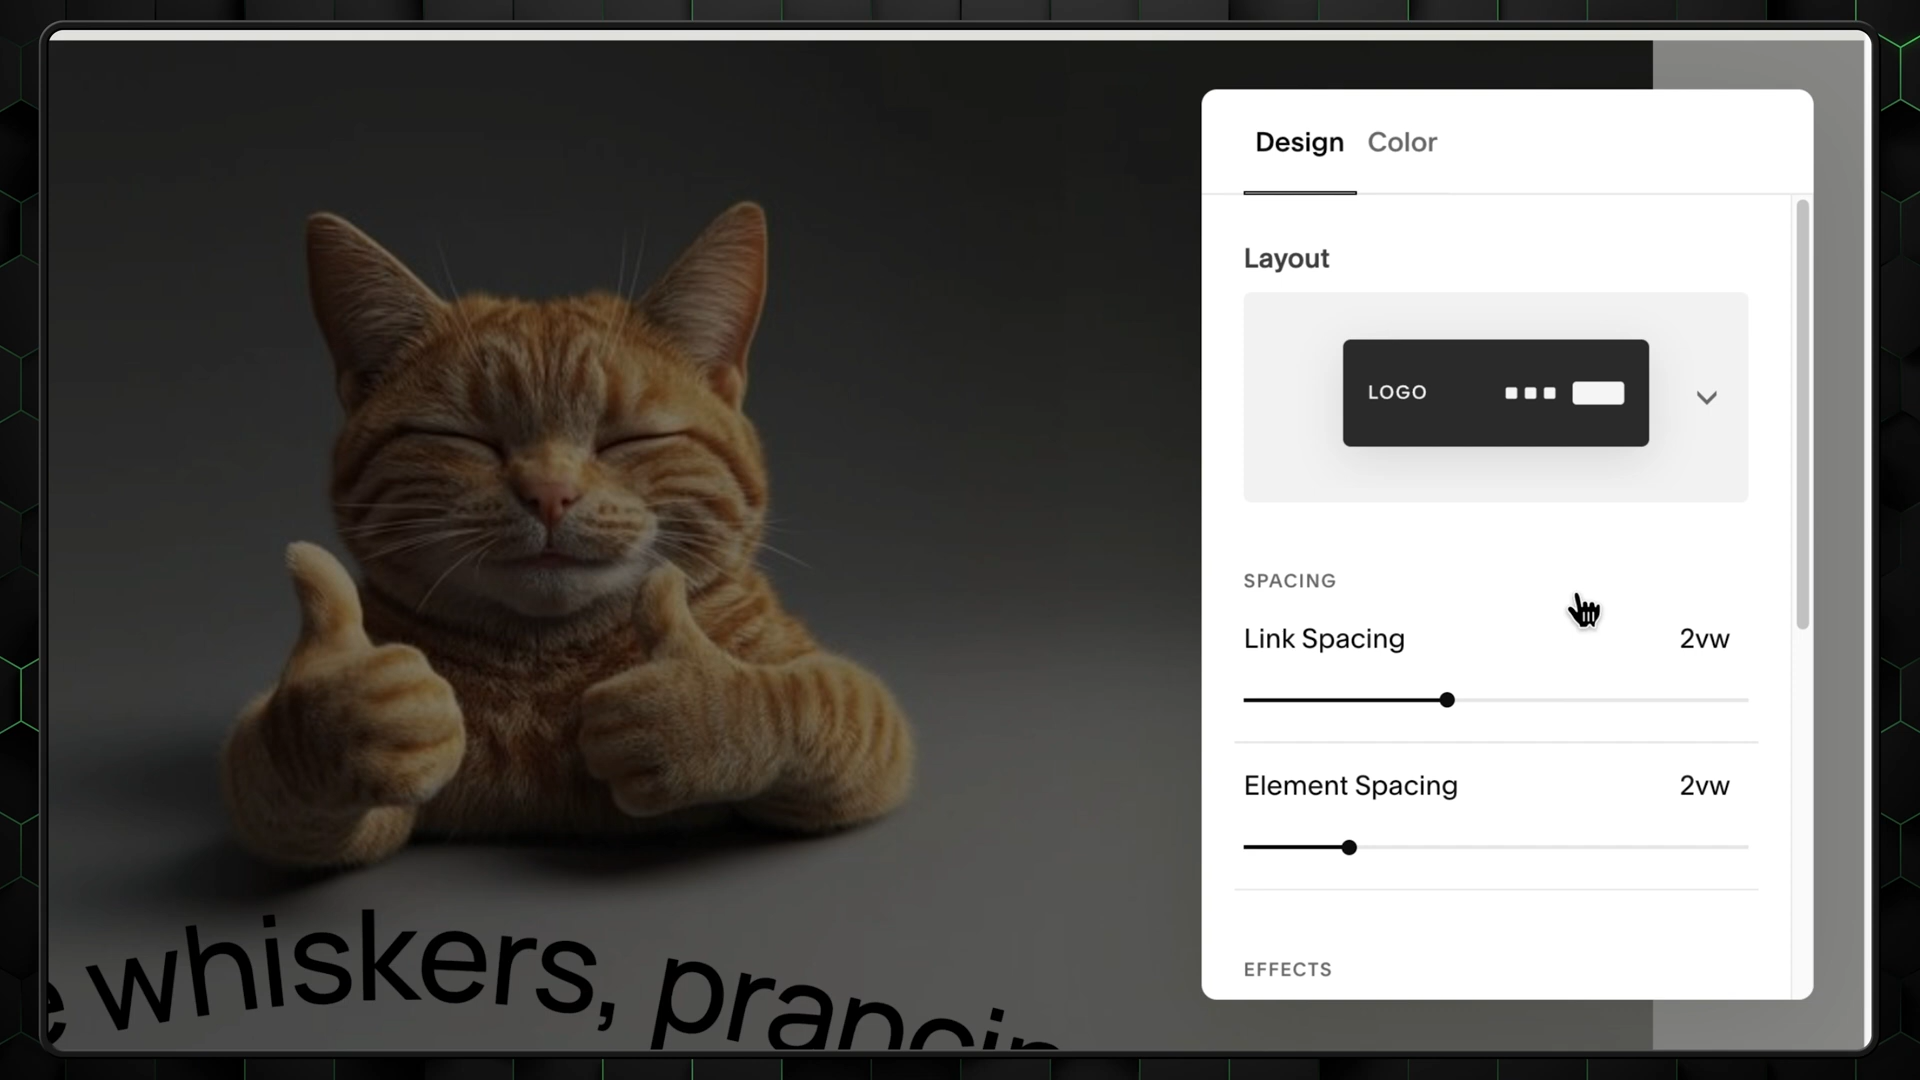 Design
Color
Layout
LOGO
SPACING
Link Spacing
2vw
Element Spacing
2vw
EFFECTS
whiskers,